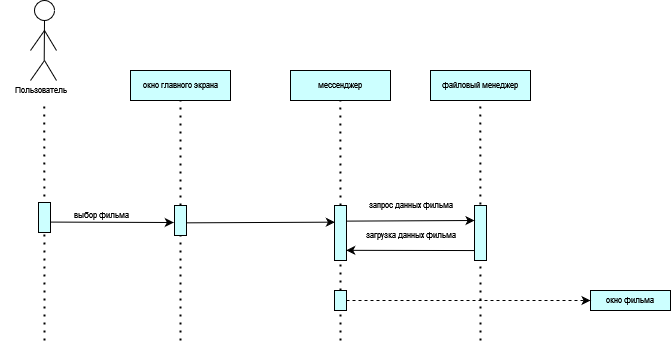 Пользователь
окно главного экрана
мессенджер
файловый менеджер
выбор фильма
запрос данных фильма
загрузка данных фильма
окно фильма